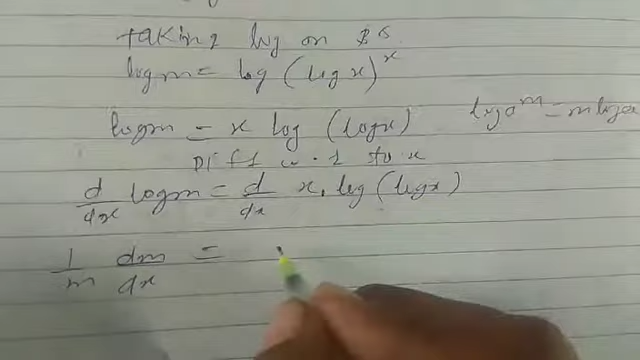 taking log on BS
log m = log (log x)^x
log m = x log (log x) log a^m = m log a
Diff w.r to x
d/dx log m = d/dx x. log (log x)
1/m dm/dx =